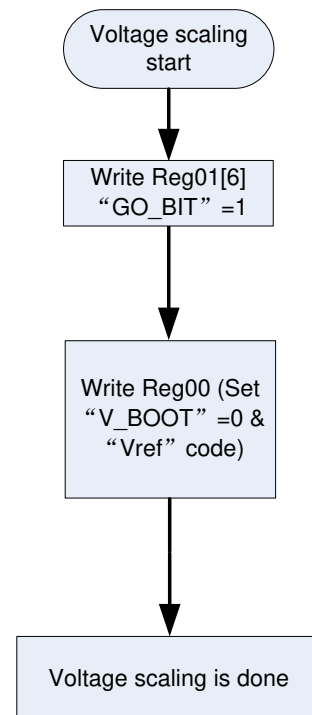 Voltage scaling
start
Write Reg01[6]
“GO_BIT” =1
Write Reg00 (Set
“V_BOOT” =0 &
“Vref” code)
Voltage scaling is done